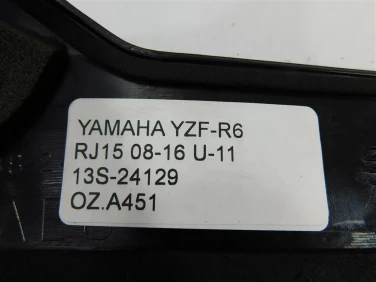 YAMAHA YZF-R6
RJ15 08-16 U-11
13S-24129
OZ.A451